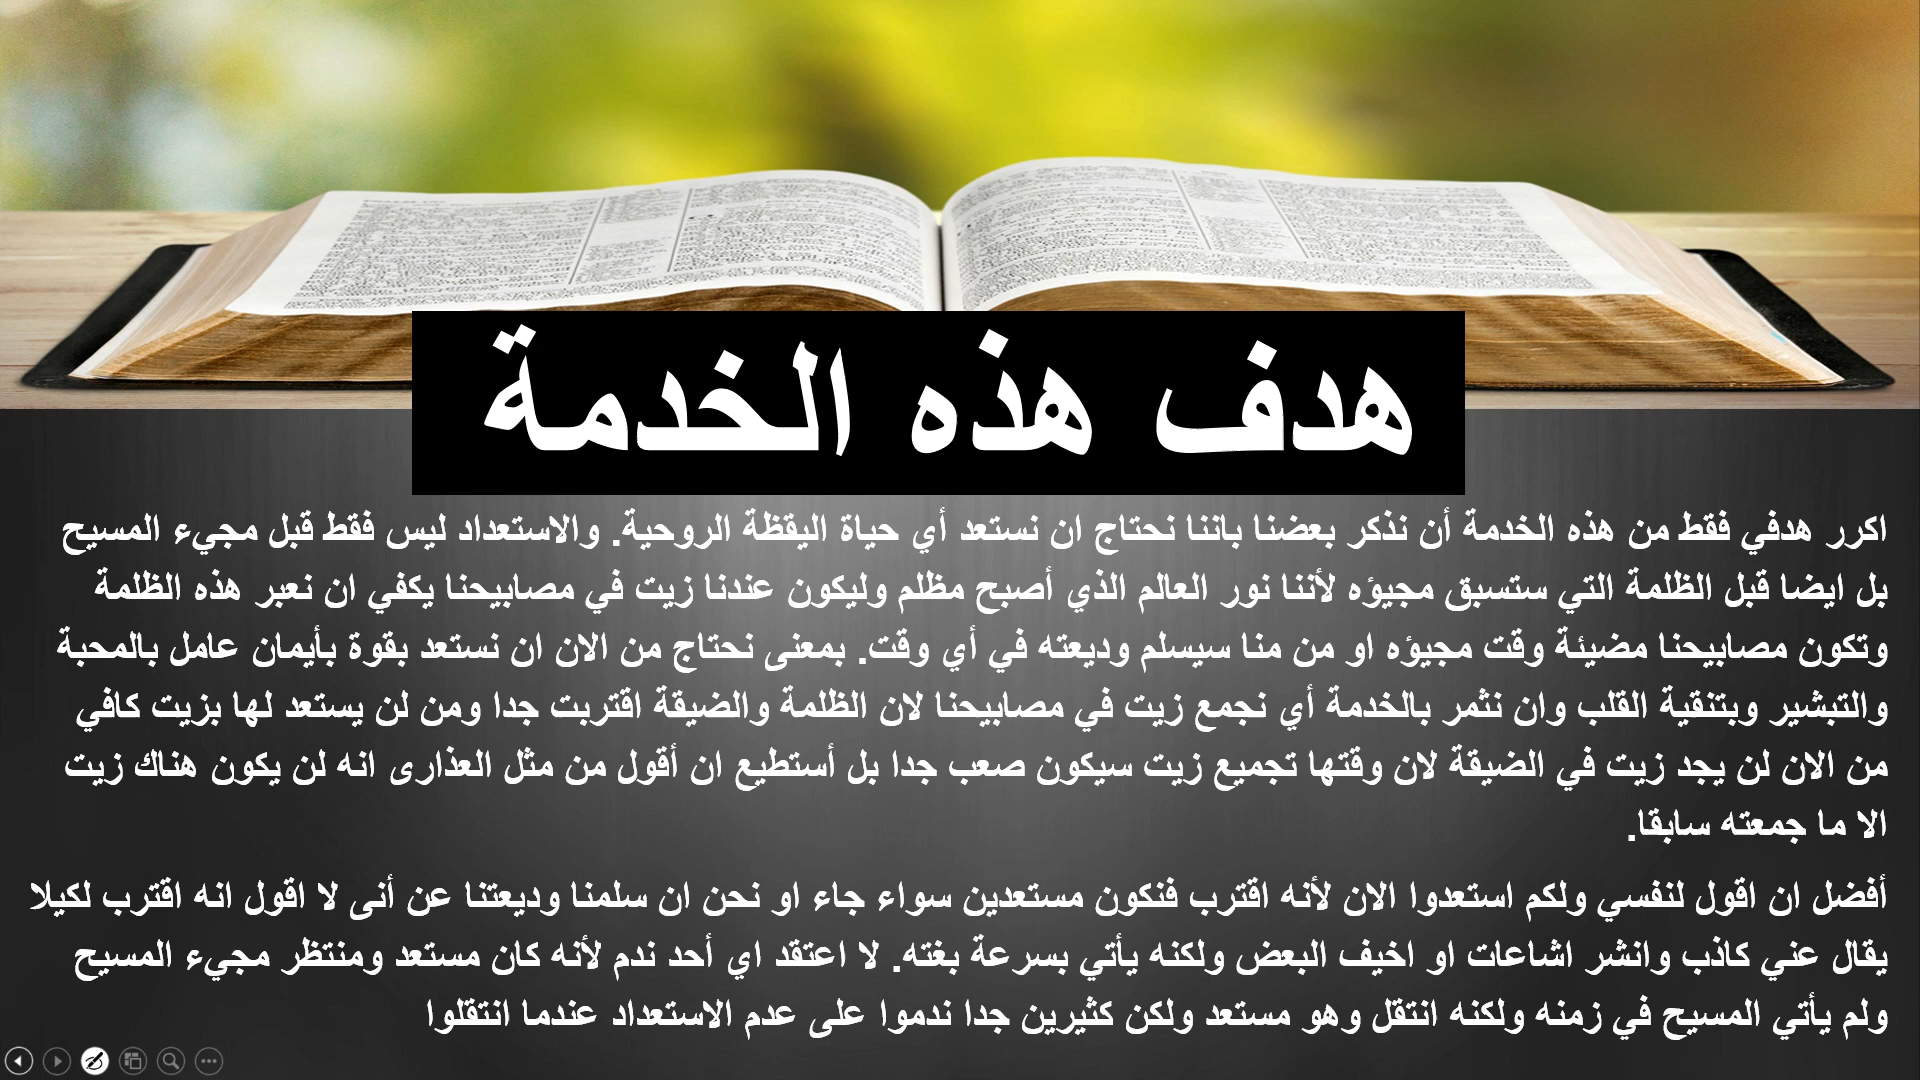 هدف هذه الخدمة
اكرر هدفي فقط من هذه الخدمة أن نذكر بعضنا باننا نحتاج ان نستعد أي حياة اليقظة الروحية. والاستعداد ليس فقط قبل مجيء المسيح
بل ايضا قبل الظلمة التي ستسبق مجيؤه لأننا نور العالم الذي أصبح مظلم وليكون عندنا زيت في مصابيحنا يكفي ان نعبر هذه الظلمة
وتكون مصابيحنا مضيئة وقت مجيؤه او من منا سيسلم وديعته في أي وقت. بمعنى نحتاج من الان ان نستعد بقوة بأيمان عامل بالمحبة
والتبشير وبتنقية القلب وان نثمر بالخدمة أي نجمع زيت في مصابيحنا لان الظلمة والضيقة اقتربت جدا ومن لن يستعد لها بزيت كافي
من الان لن يجد زيت في الضيقة لان وقتها تجميع زيت سيكون صعب جدا بل أستطيع ان أقول من مثل العذارى انه لن يكون هناك زيت
الا ما جمعته سابقا.
أفضل ان اقول لنفسي ولكم استعدوا الان لأنه اقترب فنكون مستعدين سواء جاء او نحن ان سلمنا وديعتنا عن أنى لا اقول انه اقترب لكيلا
يقال عني كاذب وانشر اشاعات او اخيف البعض ولكنه يأتي بسرعة بغته. لا اعتقد اي أحد ندم لأنه كان مستعد ومنتظر مجيء المسيح
ولم يأتي المسيح في زمنه ولكنه انتقل وهو مستعد ولكن كثيرين جدا ندموا على عدم الاستعداد عندما انتقلوا